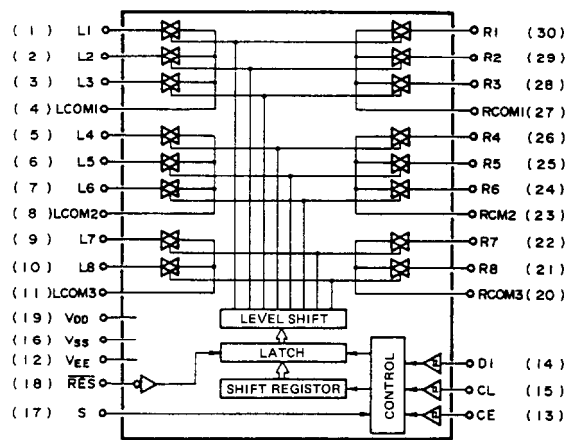 (1) L1 R1 (30)
(2) L2 R2 (29)
(3) L3 R3 (28)
(4) LCOM1 RCOM1 (27)
(5) L4 R4 (26)
(6) L5 R5 (25)
(7) L6 R6 (24)
(8) LCOM2 RCM2 (23)
(9) L7 R7 (22)
(10) L8 R8 (21)
(11) LCOM3 RCOM3 (20)
(19) VDD LEVEL SHIFT
(16) VSS
(12) VEE LATCH CONTROL DI (14)
(18) RES SHIFT REGISTOR CL (15)
(17) S CE (13)